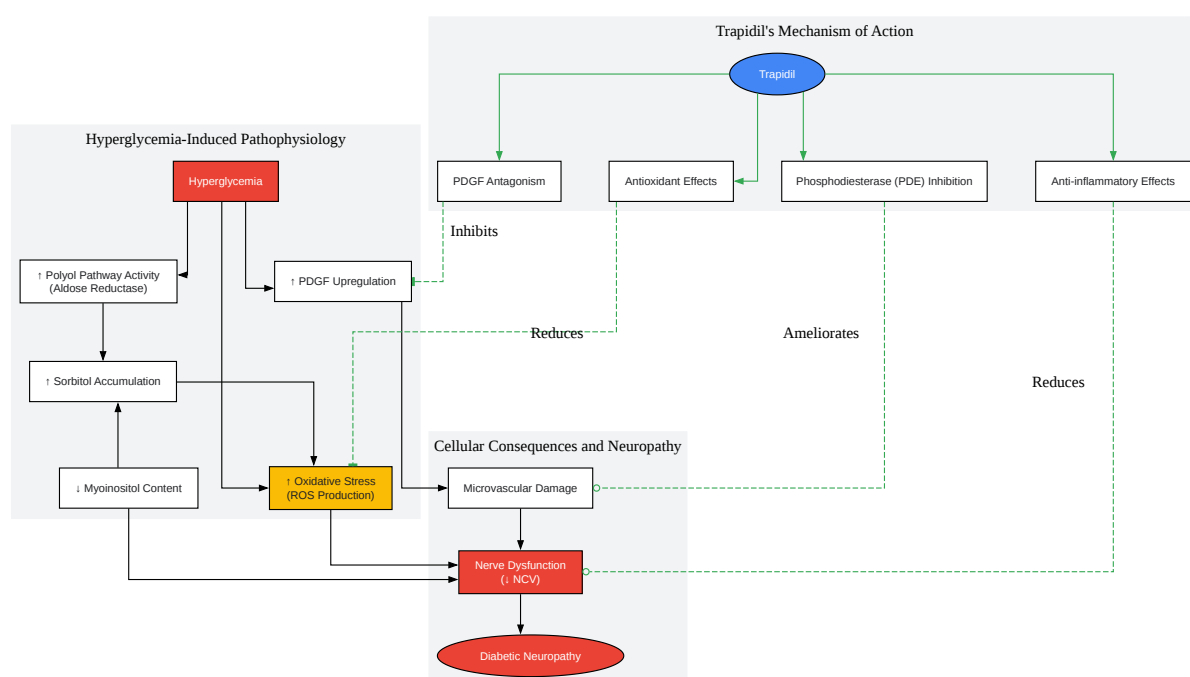 Trapidil's Mechanism of Action
Trapidil
Hyperglycemia-Induced Pathophysiology
Hyperglycemia
PDGF Antagonism
Antioxidant Effects
Phosphodiesterase (PDE) Inhibition
Anti-inflammatory Effects
Inhibits
↑ Polyol Pathway Activity
(Aldose Reductase)
↑ PDGF Upregulation
Reduces
Ameliorates
↑ Sorbitol Accumulation
Reduces
Cellular Consequences and Neuropathy
↓ Myoinositol Content
↑ Oxidative Stress
(ROS Production)
Microvascular Damage
Nerve Dysfunction
(↓ NCV)
Diabetic Neuropathy